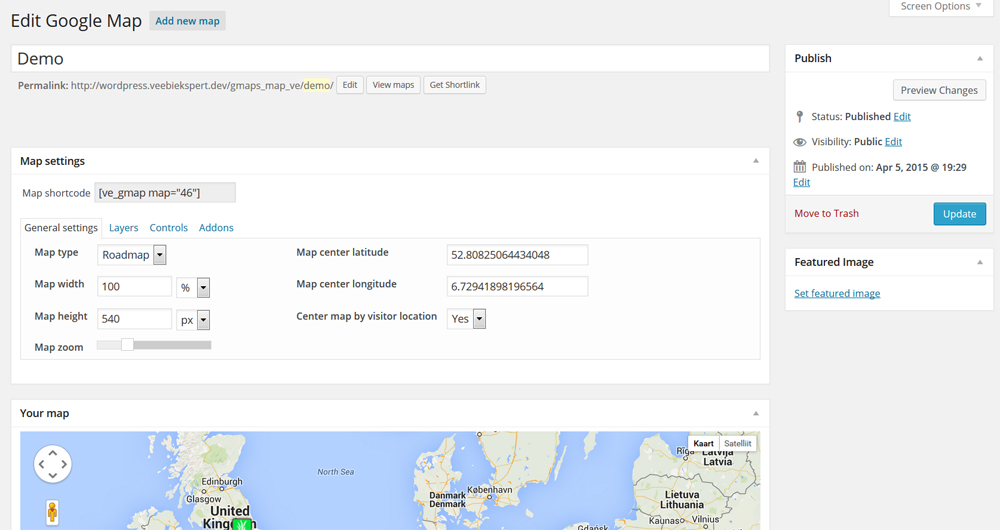 Screen Options
Edit Google Map Add new map
Demo
Permalink: http://wordpress.veebiekspert.dev/gmaps_map_ve/demo/ Edit View maps Get Shortlink
Publish
Preview Changes
Status: Published Edit
Visibility: Public Edit
Published on: Apr 5, 2015 @ 19:29
Edit
Move to Trash Update
Featured Image
Set featured image
Map settings
Map shortcode [ve_gmap map="46"]
General settings Layers Controls Addons
Map type Roadmap Map center latitude 52.80825064434048
Map width 100 % Map center longitude 6.72941898196564
Map height 540 px Center map by visitor location Yes
Map zoom
Your map
Kaart Satelliit
Rīga Latvija
Latvia
North Sea
Edinburgh
Glasgow
United
Kingdom
Danmark
Denmark
København
Lietuva
Lithuania
Kaunas Vilnius
Gdańsk